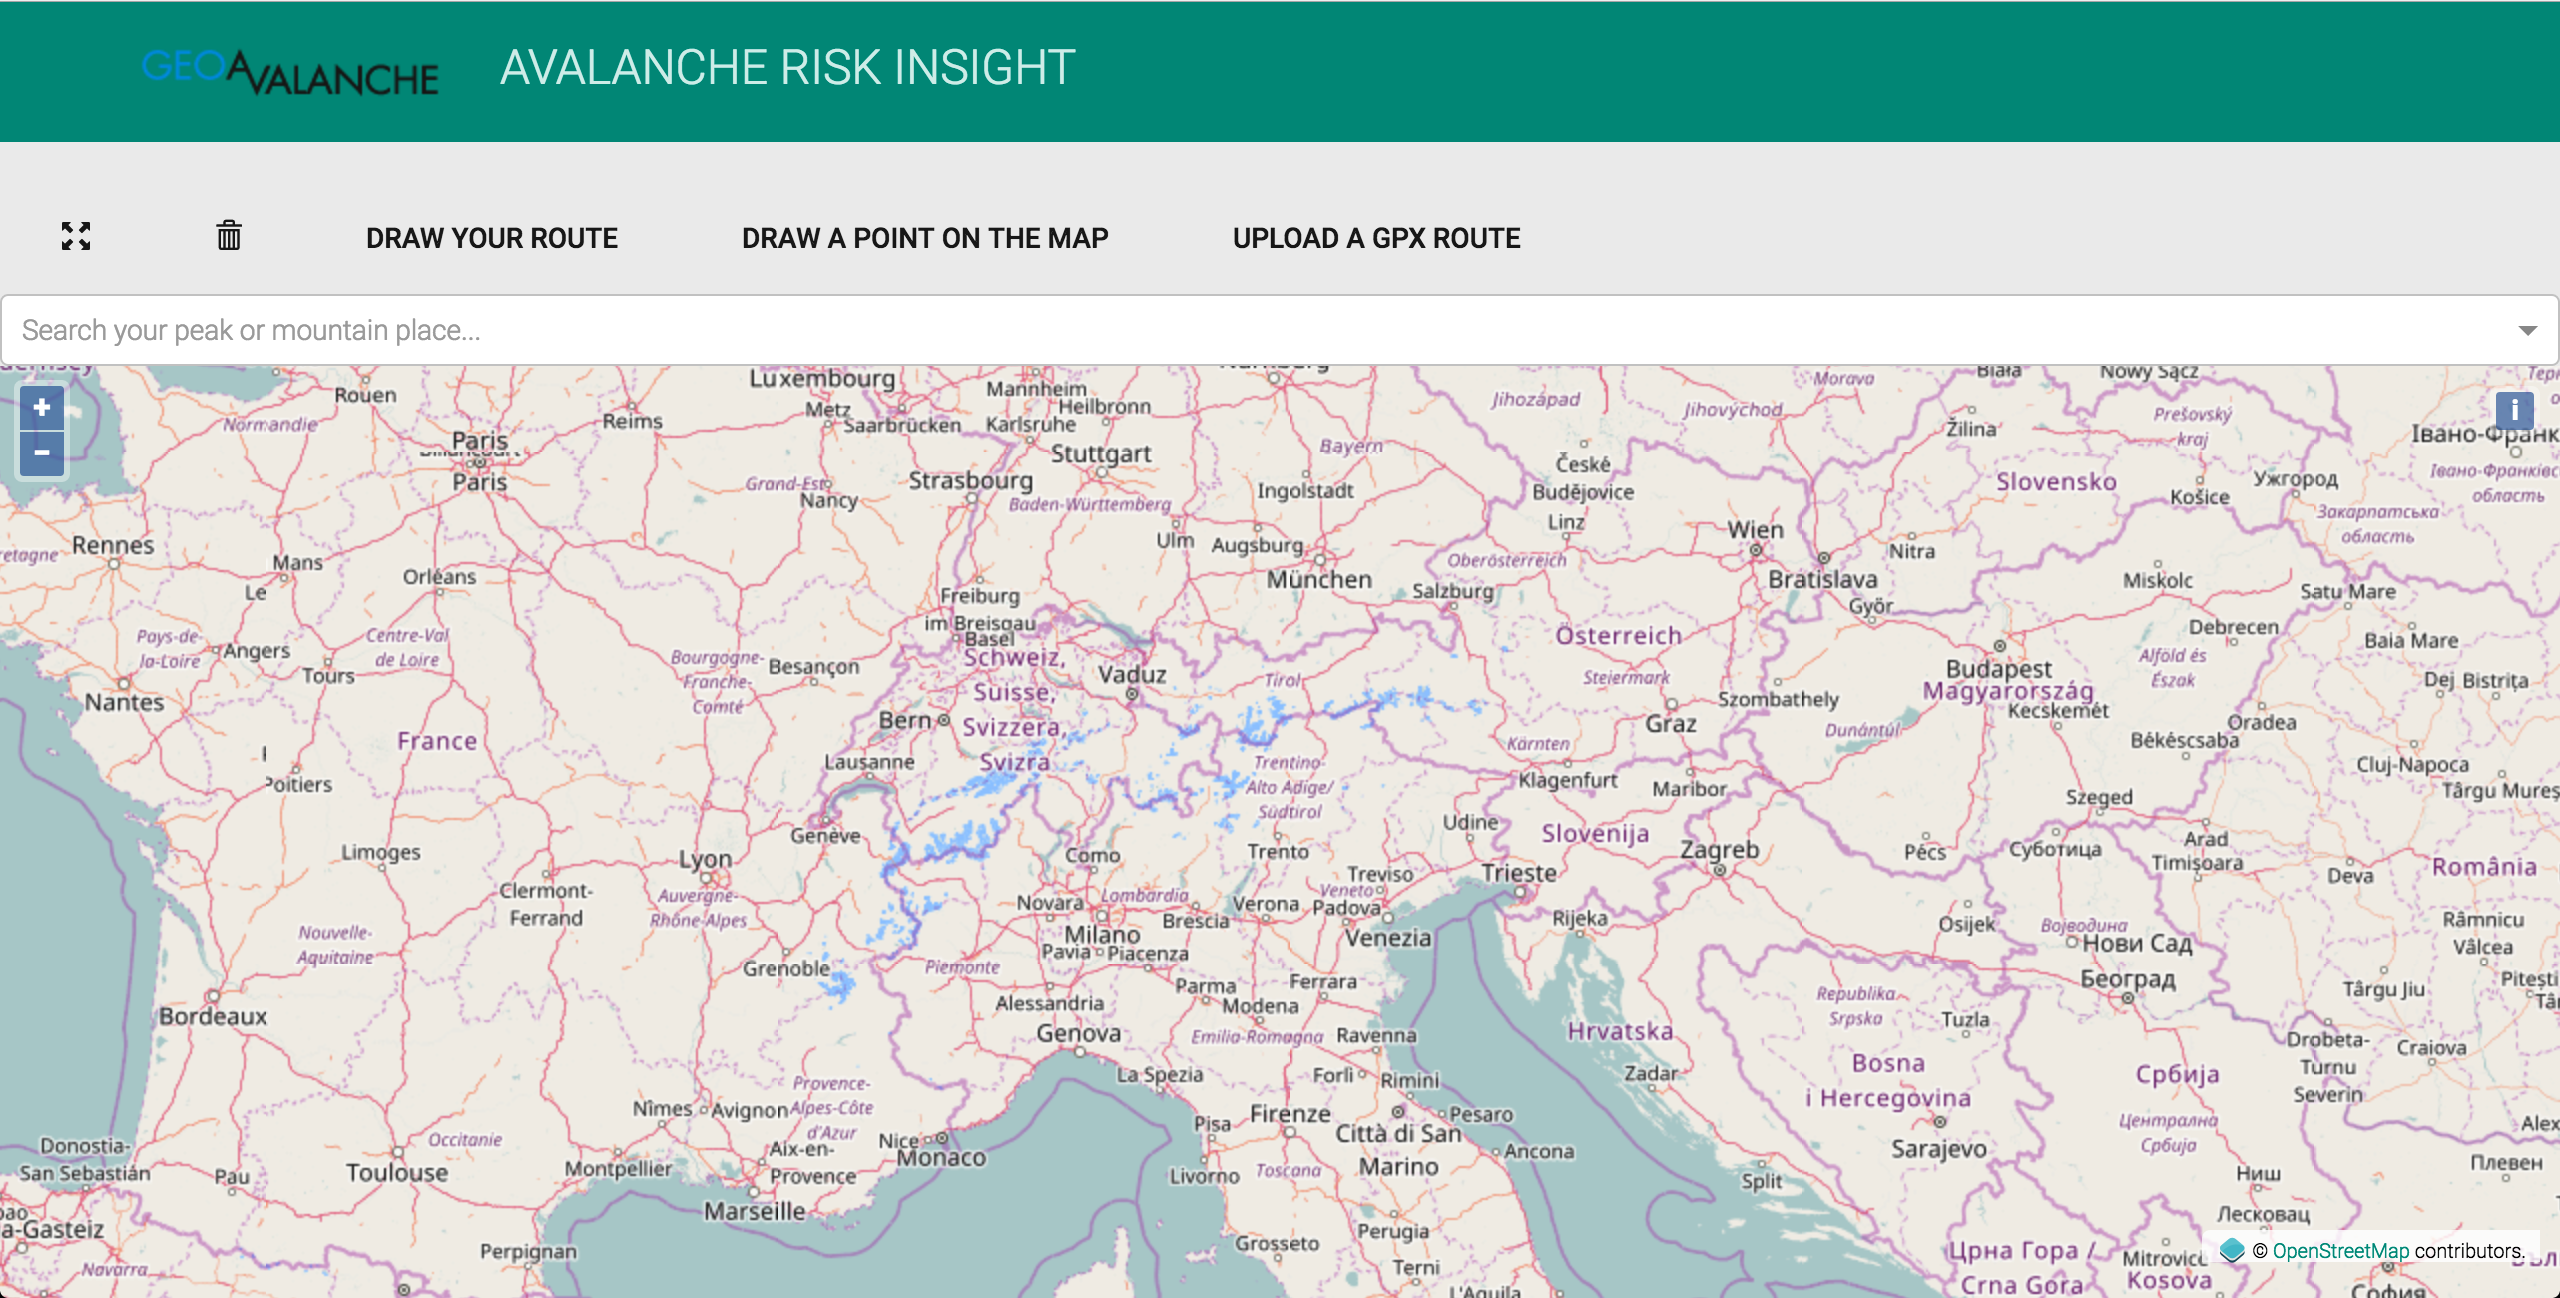 GEOAVALANCHE
AVALANCHE RISK INSIGHT
DRAW YOUR ROUTE
DRAW A POINT ON THE MAP
UPLOAD A GPX ROUTE
Search your peak or mountain place...
+
−
i
Luxembourg
Mannheim
Heilbronn
Jihozápad
Jihovýchod
Morava
Nowy Sącz
Rouen
Normandie
Reims
Metz
Saarbrücken
Karlsruhe
Žilina
Prešovský
kraj
Івано-Франк
Paris
Paris
Stuttgart
Bayern
České
Budějovice
Slovensko
Košice
Ужгород
Івано-Франківс
область
Grand-Est
Nancy
Strasbourg
Baden-Württemberg
Ingolstadt
Linz
Закарпатська
область
Rennes
etagne
Mans
Le
Orléans
Ulm
Augsburg
Oberösterreich
Wien
Nitra
München
Salzburg
Bratislava
Győr
Miskolc
Satu Mare
Freiburg
im Breisgau
Basel
Pays-de-
la-Loire
Angers
Centre-Val
de Loire
Tours
Bourgogne-
Franche-
Comté
Besançon
Schweiz,
Suisse,
Svizzera,
Svizra
Vaduz
Österreich
Debrecen
Baia Mare
Nantes
Bern
Tirol
Steiermark
Szombathely
Budapest
Magyarország
Kecskemét
Alföld és
Észak
Dej
Bistrița
Graz
Dunántúl
Oradea
France
Lausanne
Kärnten
Békéscsaba
Poitiers
Trentino-
Alto Adige/
Südtirol
Klagenfurt
Maribor
Cluj-Napoca
Târgu Mureș
Szeged
Genève
Udine
Slovenija
Limoges
Lyon
Como
Trento
Zagreb
Pécs
Суботица
Arad
Timișoara
Treviso
Trieste
Deva
România
Clermont-
Ferrand
Auvergne-
Rhône-Alpes
Novara
Lombardia
Brescia
Verona
Veneto
Padova
Rijeka
Osijek
Војводина
Râmnicu
Vâlcea
Nouvelle-
Aquitaine
Milano
Venezia
Нови Сад
Grenoble
Piemonte
Pavia
Piacenza
Београд
Pitești
Parma
Ferrara
Republika
Srpska
Târgu Jiu
Bordeaux
Alessandria
Modena
Tuzla
Genova
Emilia-Romagna
Ravenna
Hrvatska
Drobeta-
Turnu
Severin
Craiova
La Spezia
Forlì
Rimini
Zadar
Bosna
i Hercegovina
Србија
Nîmes
Avignon
Provence-
Alpes-Côte
d'Azur
Pisa
Firenze
Pesaro
Централна
Србија
Alex
Donostia-
San Sebastián
Occitanie
Aix-en-
Provence
Nice
Monaco
Città di San
Marino
Ancona
Sarajevo
Плевен
Pau
Toulouse
Montpellier
Livorno
Toscana
Split
Ниш
Marseille
Perugia
Лесковац
a-Gasteiz
Perpignan
Grosseto
Navarra
Terni
Црна Гора /
Crna Gora
Kosova
© OpenStreetMap contributors.